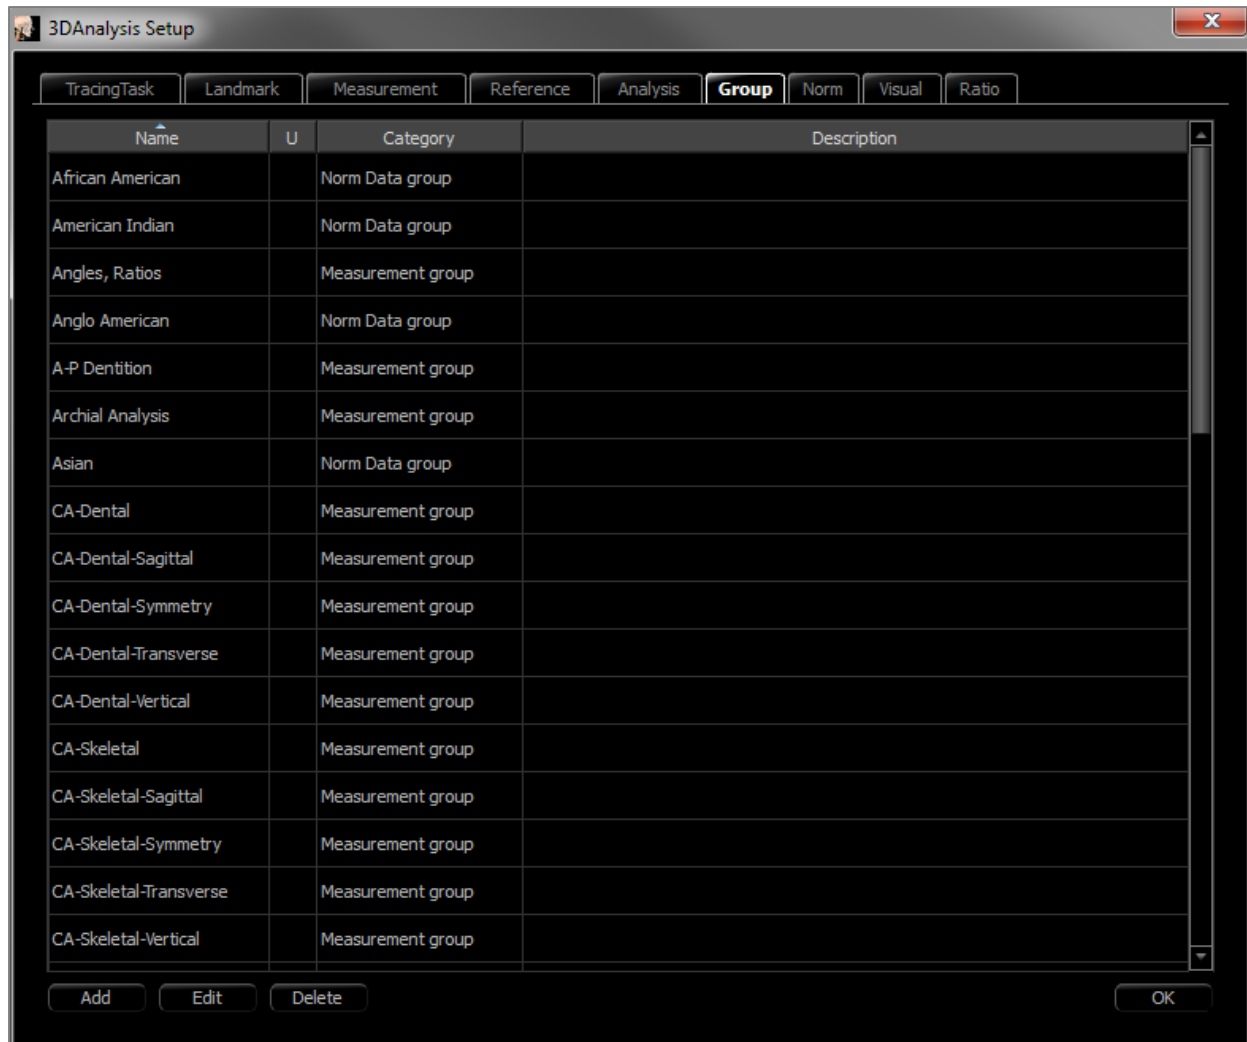 3DAnalysis Setup
TracingTask Landmark Measurement Reference Analysis Group Norm Visual Ratio
Name U Category Description
African American Norm Data group
American Indian Norm Data group
Angles, Ratios Measurement group
Anglo American Norm Data group
A-P Dentition Measurement group
Archial Analysis Measurement group
Asian Norm Data group
CA-Dental Measurement group
CA-Dental-Sagittal Measurement group
CA-Dental-Symmetry Measurement group
CA-Dental-Transverse Measurement group
CA-Dental-Vertical Measurement group
CA-Skeletal Measurement group
CA-Skeletal-Sagittal Measurement group
CA-Skeletal-Symmetry Measurement group
CA-Skeletal-Transverse Measurement group
CA-Skeletal-Vertical Measurement group
Add Edit Delete OK